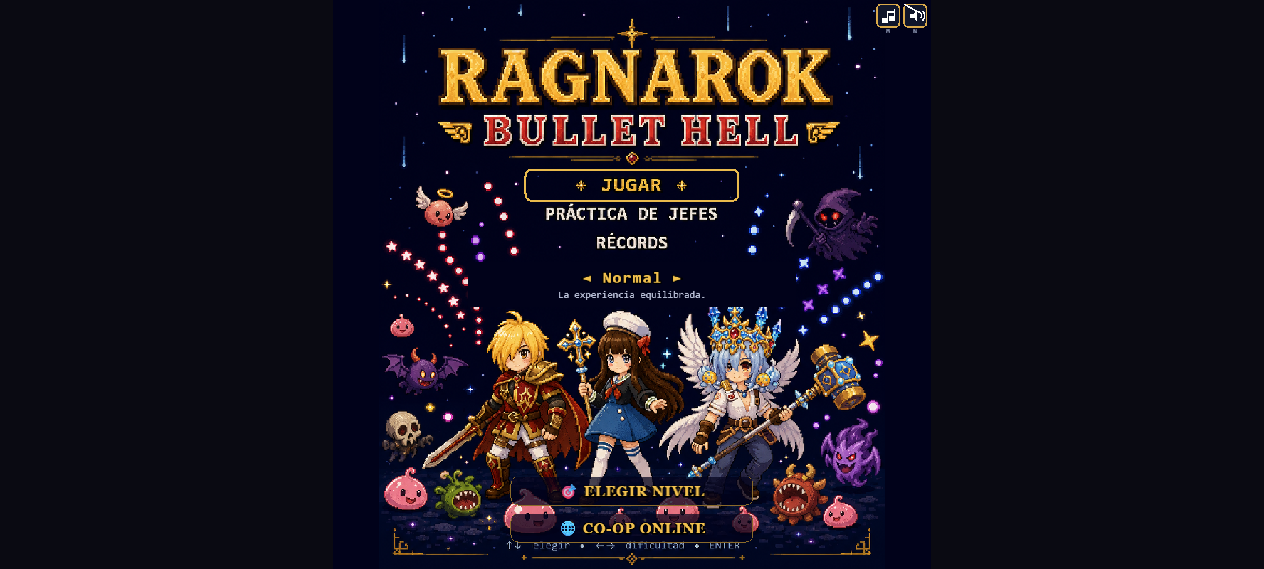 RAGNAROK
BULLET HELL
JUGAR
PRÁCTICA DE JEFES
RÉCORDS
◄ Normal ►
La experiencia equilibrada.
ELEGIR NIVEL
CO-OP ONLINE
↑↓ elegir • ←→ dificultad • ENTER